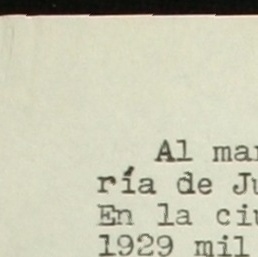 Al mar
ría de Ju
En la ciu
1929 mil